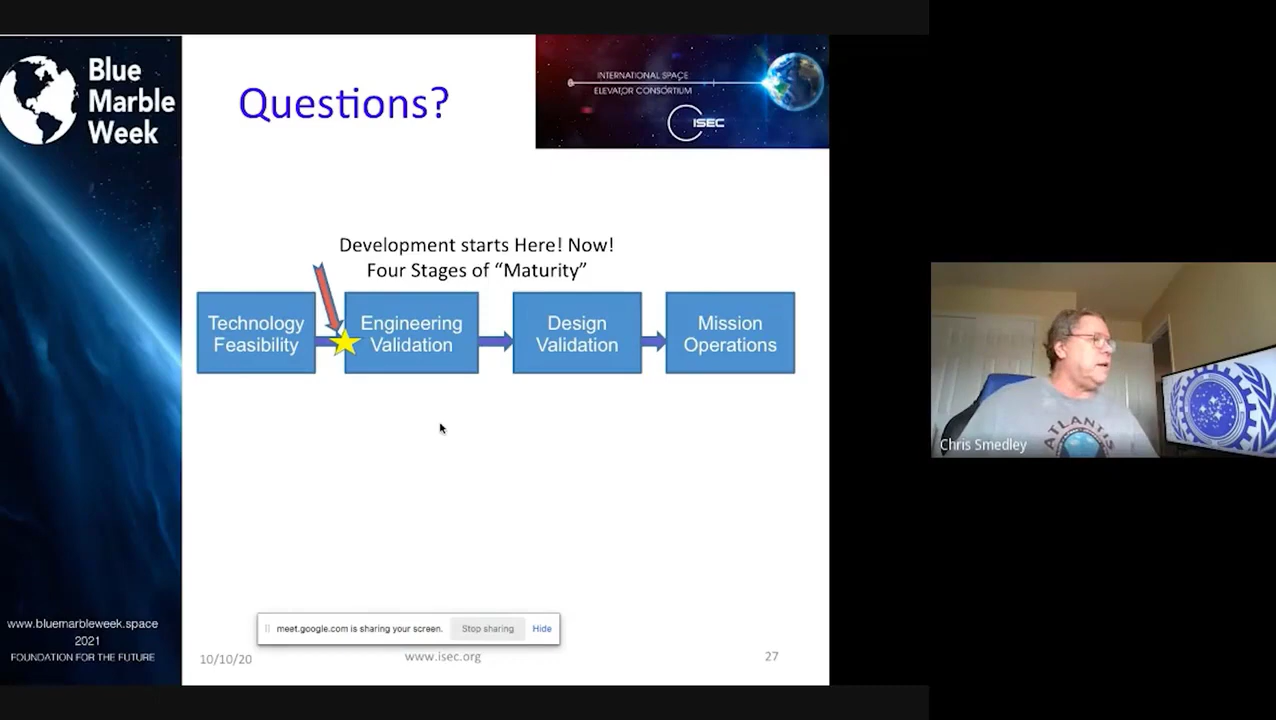 Blue
Marble
Week
Questions?
INTERNATIONAL SPACE
ELEVATOR CONSORTIUM
ISEC
Development starts Here! Now!
Four Stages of “Maturity”
Technology
Feasibility
Engineering
Validation
Design
Validation
Mission
Operations
ATLANTIS
Chris Smedley
meet.google.com is sharing your screen.
Stop sharing
Hide
www.bluemarbleweek.space
2021
FOUNDATION FOR THE FUTURE
10/10/20
www.isec.org
27